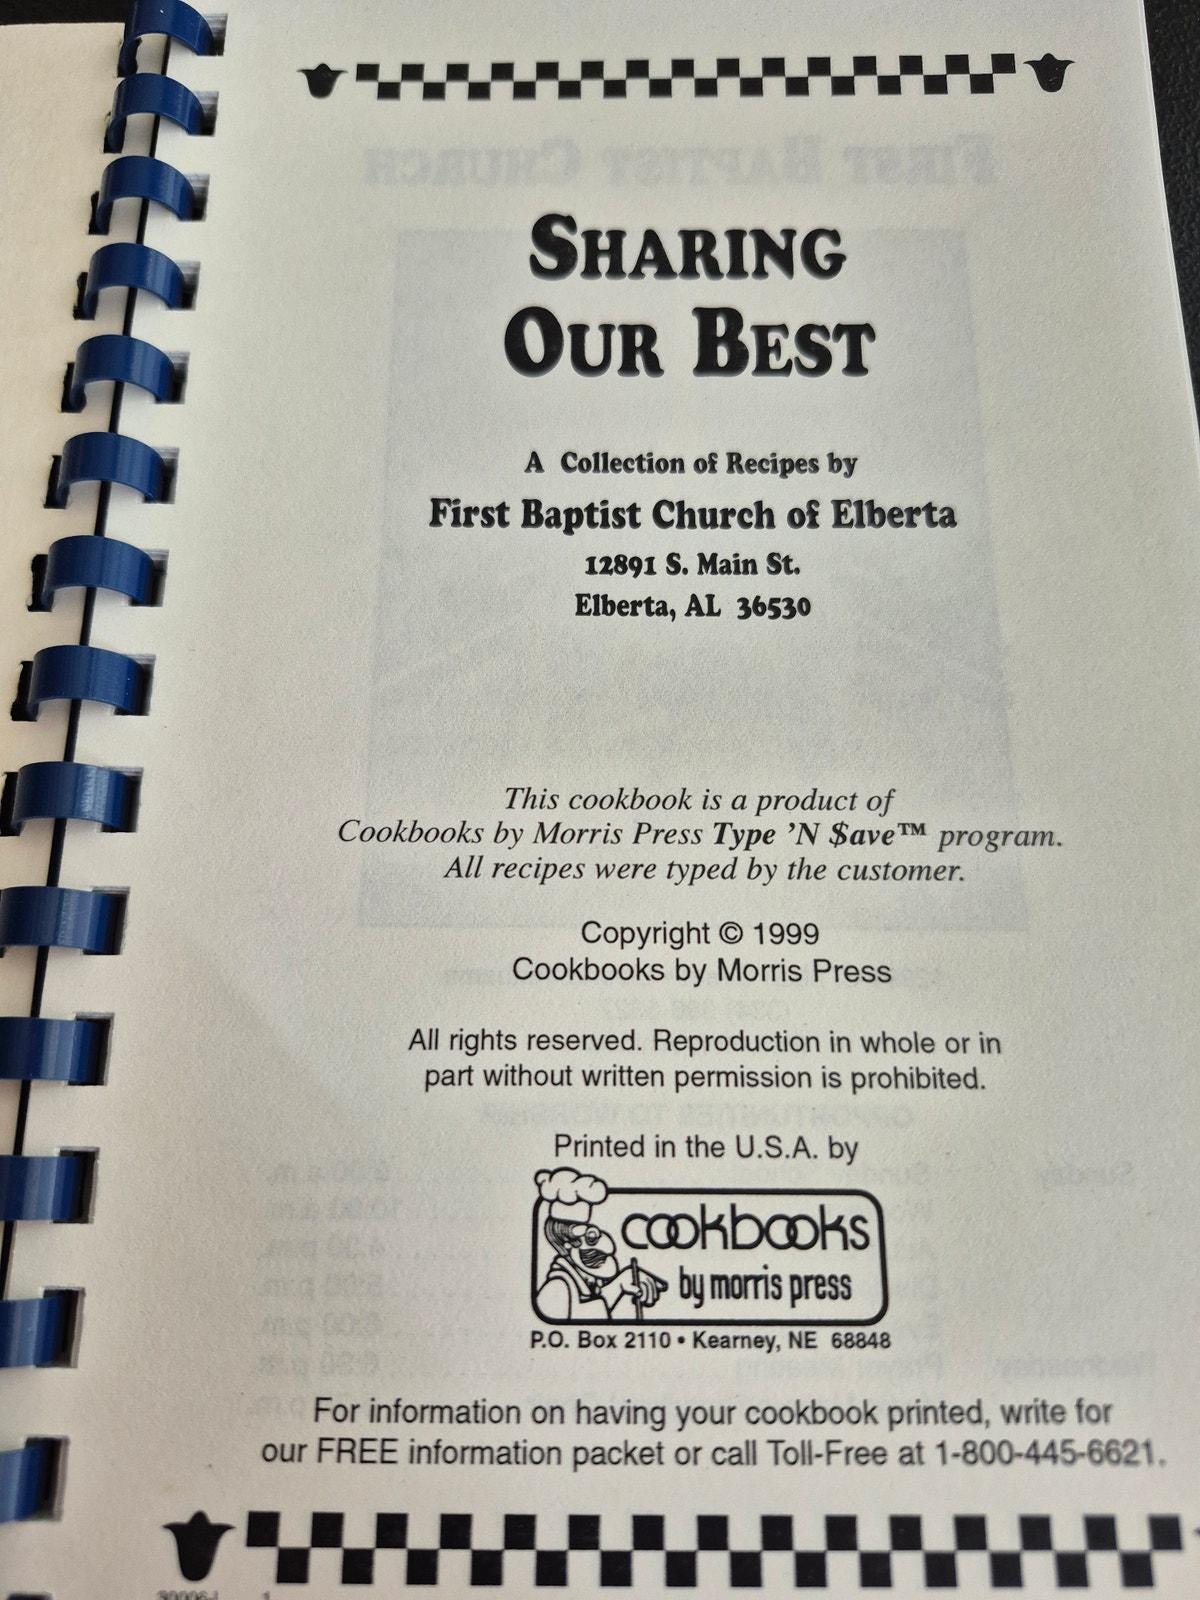 SHARING
OUR BEST
A Collection of Recipes by
First Baptist Church of Elberta
12891 S. Main St.
Elberta, AL 36530
This cookbook is a product of
Cookbooks by Morris Press Type 'N $ave™ program.
All recipes were typed by the customer.
Copyright © 1999
Cookbooks by Morris Press
All rights reserved. Reproduction in whole or in
part without written permission is prohibited.
Printed in the U.S.A. by
cookbooks
by morris press
P.O. Box 2110 • Kearney, NE 68848
For information on having your cookbook printed, write for
our FREE information packet or call Toll-Free at 1-800-445-6621.